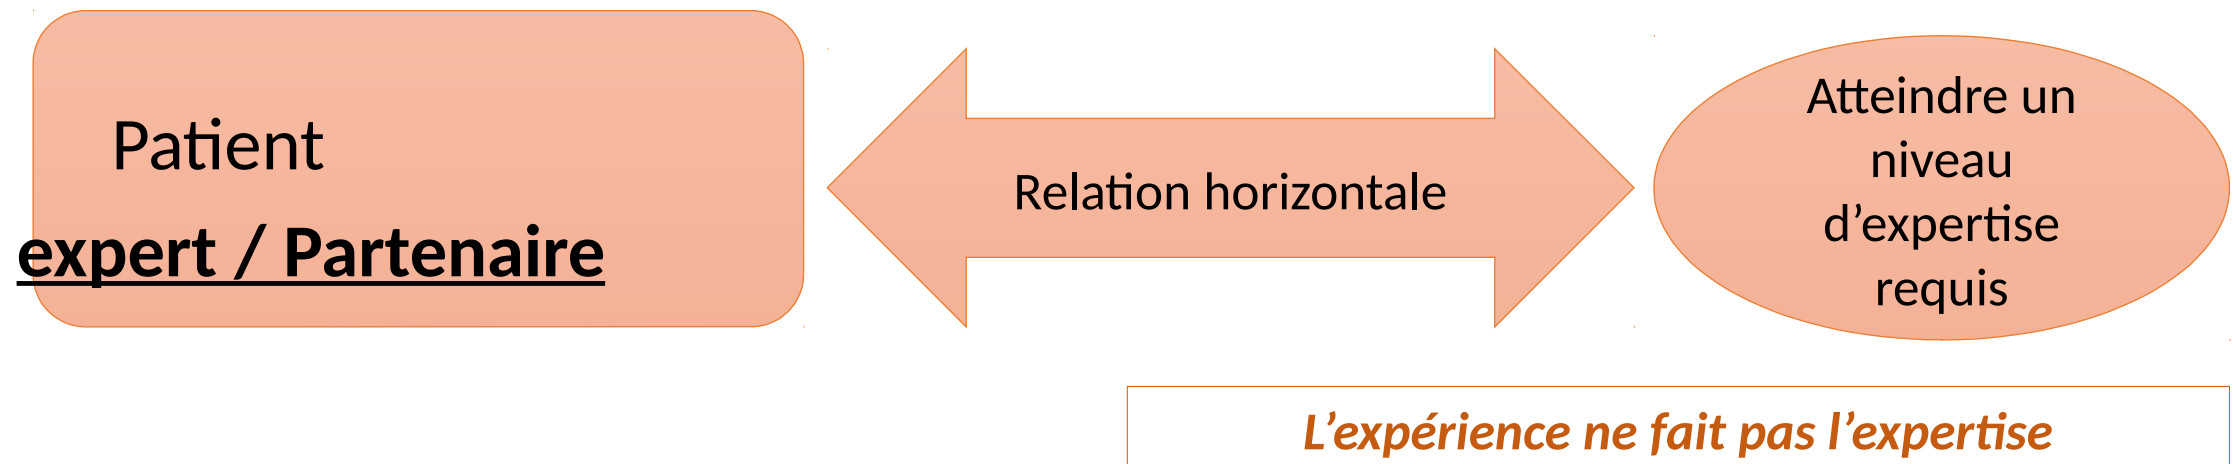 Patient
expert / Partenaire
Relation horizontale
Atteindre un
niveau
d’expertise
requis
L’expérience ne fait pas l’expertise